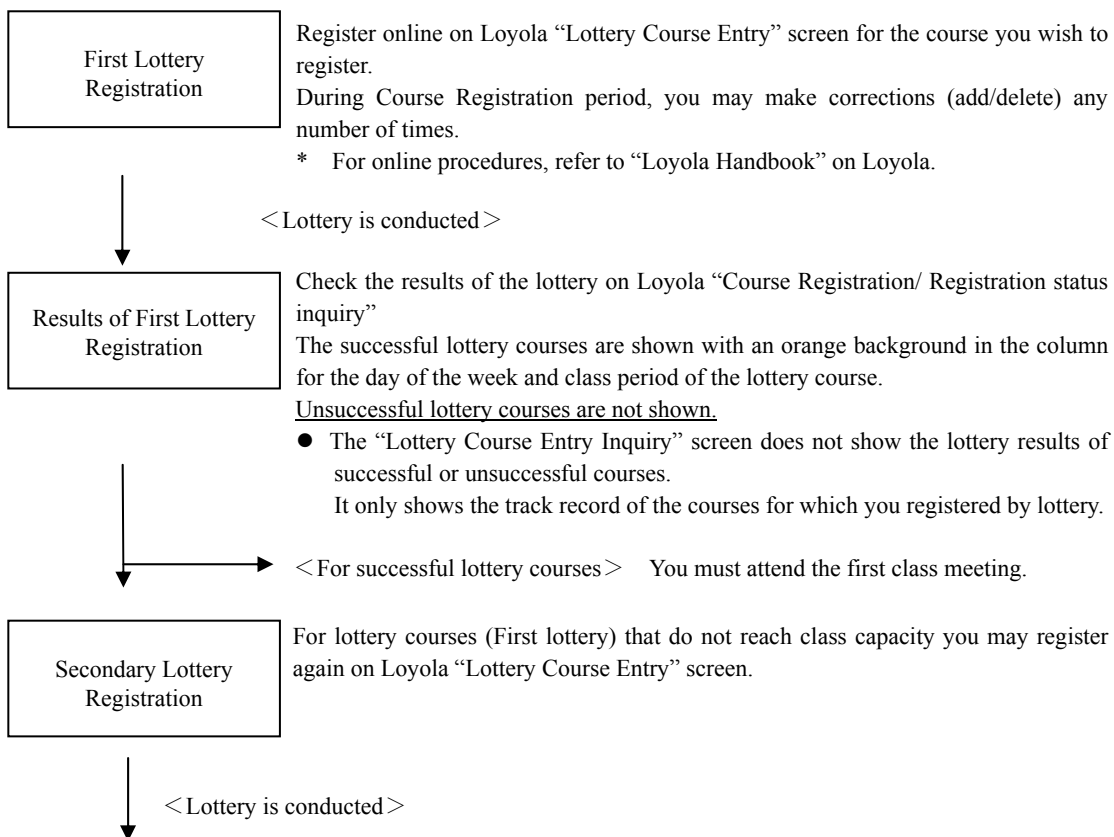 First Lottery
Registration
Register online on Loyola “Lottery Course Entry” screen for the course you wish to
register.
During Course Registration period, you may make corrections (add/delete) any
number of times.
* For online procedures, refer to “Loyola Handbook” on Loyola.
＜Lottery is conducted＞
Results of First Lottery
Registration
Check the results of the lottery on Loyola “Course Registration/ Registration status
inquiry”
The successful lottery courses are shown with an orange background in the column
for the day of the week and class period of the lottery course.
Unsuccessful lottery courses are not shown.
● The “Lottery Course Entry Inquiry” screen does not show the lottery results of
successful or unsuccessful courses.
It only shows the track record of the courses for which you registered by lottery.
＜For successful lottery courses＞ You must attend the first class meeting.
Secondary Lottery
Registration
For lottery courses (First lottery) that do not reach class capacity you may register
again on Loyola “Lottery Course Entry” screen.
＜Lottery is conducted＞